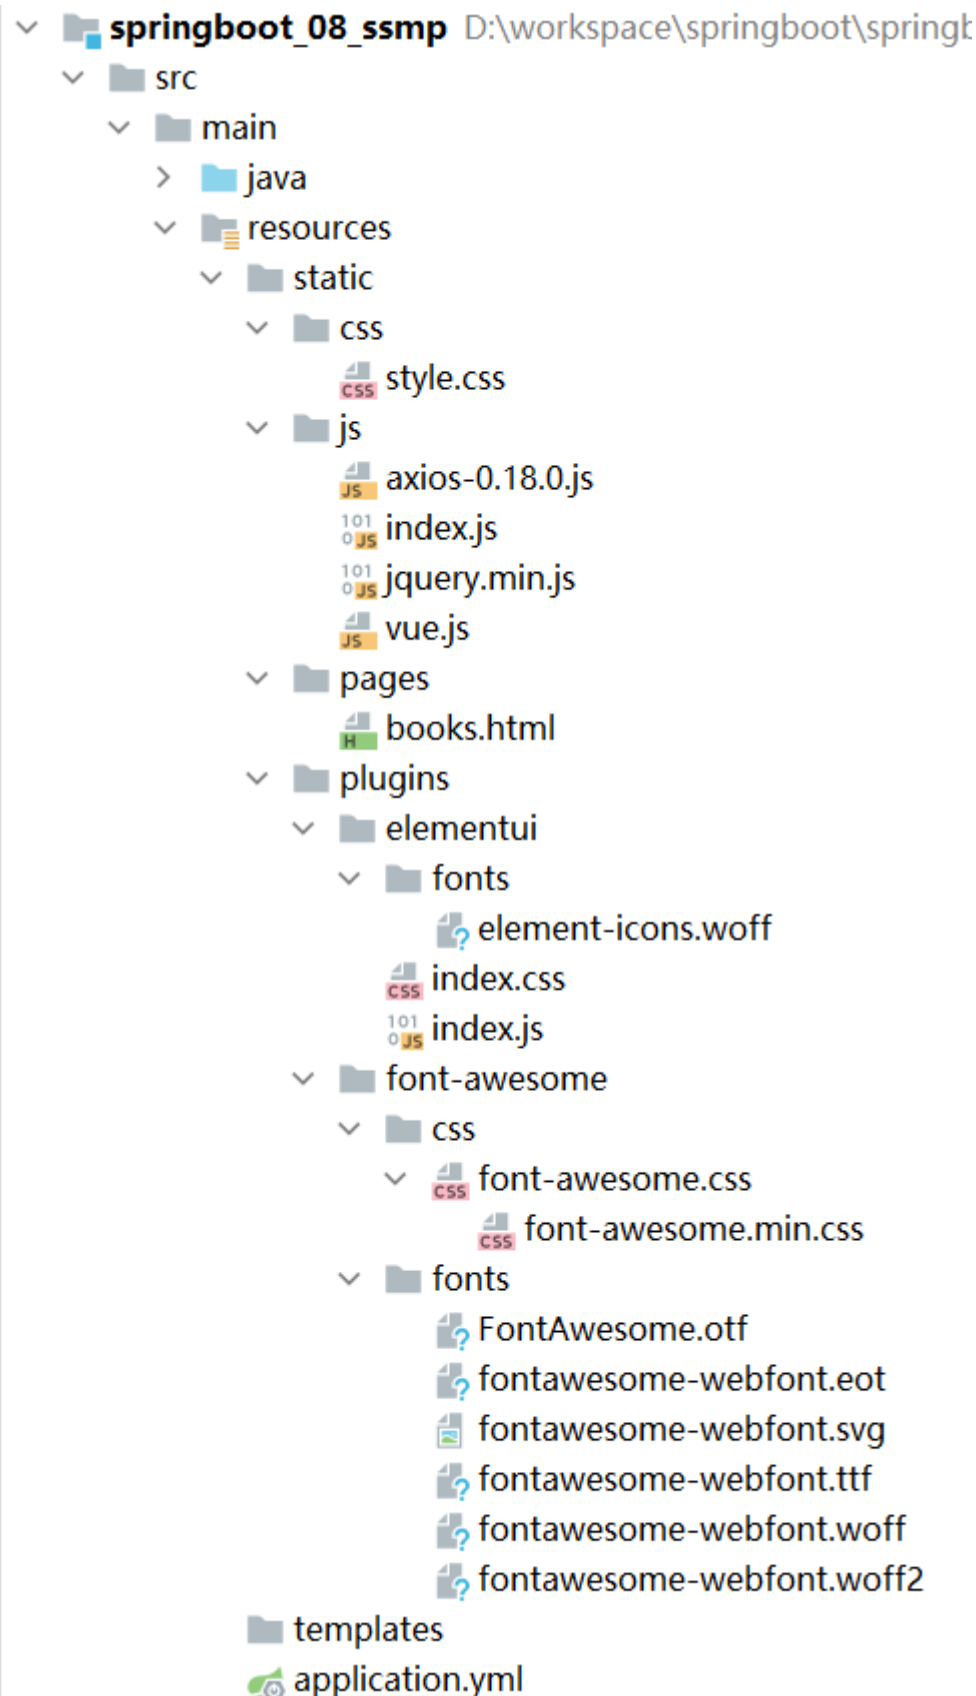 springboot_08_ssmp D:\workspace\springboot\springb
src
main
java
resources
static
css
style.css
js
axios-0.18.0.js
index.js
jquery.min.js
vue.js
pages
books.html
plugins
elementui
fonts
element-icons.woff
index.css
index.js
font-awesome
css
font-awesome.css
font-awesome.min.css
fonts
FontAwesome.otf
fontawesome-webfont.eot
fontawesome-webfont.svg
fontawesome-webfont.ttf
fontawesome-webfont.woff
fontawesome-webfont.woff2
templates
application.yml